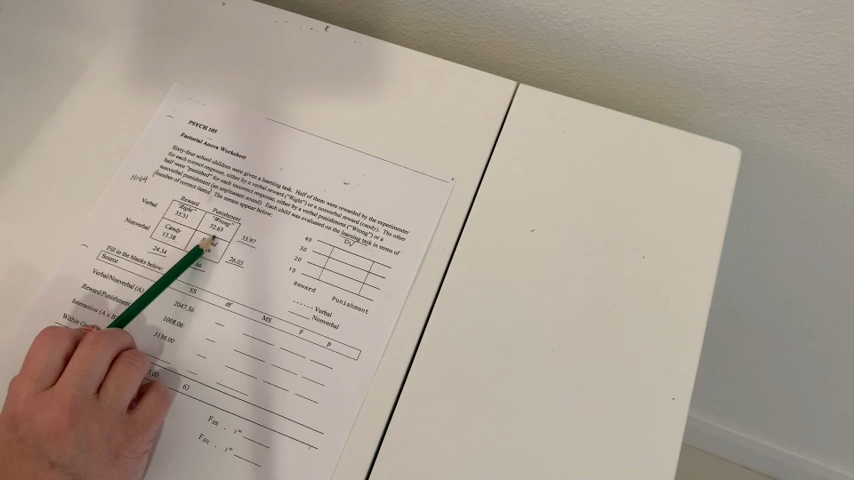 PSYCH 105
Factorial Anova Worksheet
Sixty-four school children were given a learning task. Half of them were rewarded by the experimenter
for each correct response, either by a verbal reward ("Right") or a nonverbal reward (candy). The other
half were "punished" for each incorrect response, either by a verbal punishment ("Wrong") or a
nonverbal punishment (an unpleasant sound). Each child was evaluated on the learning task in terms of
(number of correct items). The means appear below:
Reward Punishment
Verbal "Right" "Wrong"
35.31 32.63 33.97
Nonverbal Candy
13.38
26.03
Fill in the blanks below:
Source SS df MS F p
Verbal/Nonverbal (A) 2047.56
Reward/Punishment 1008.06
Interaction (A x B) 3136.00
63
40
30
20
10
Reward Punishment
------ Verbal
Nonverbal